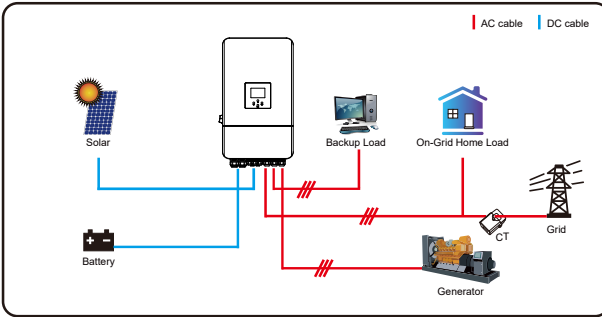 AC cable
DC cable
Solar
Backup Load
On-Grid Home Load
CT
Grid
Battery
Generator